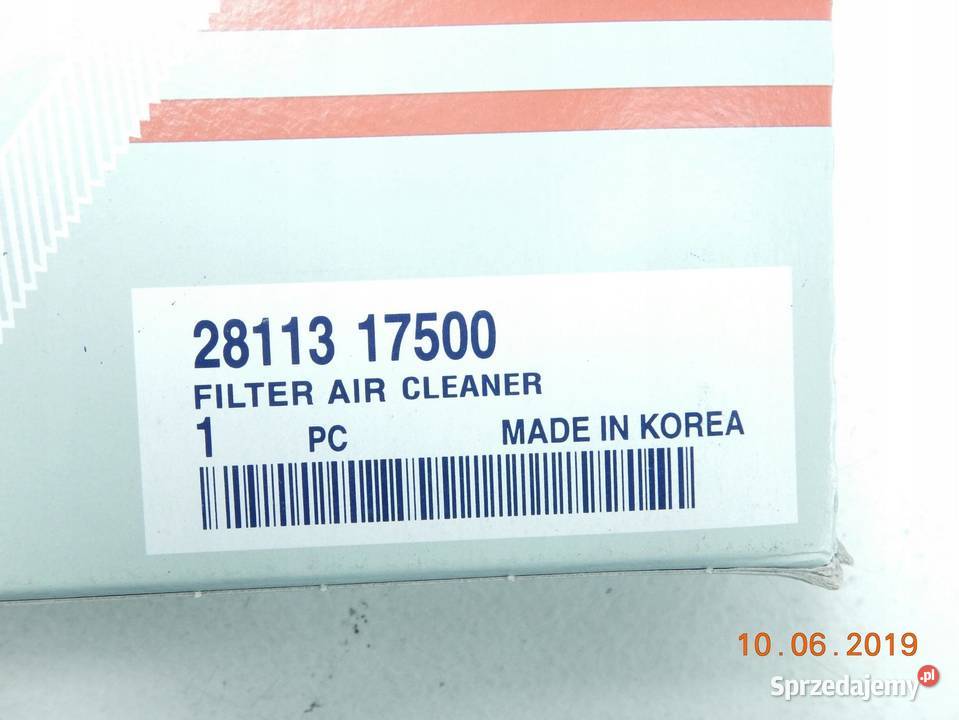 28113 17500
FILTER AIR CLEANER
1 PC MADE IN KOREA
10.06.2019
Sprzedajemy.pl